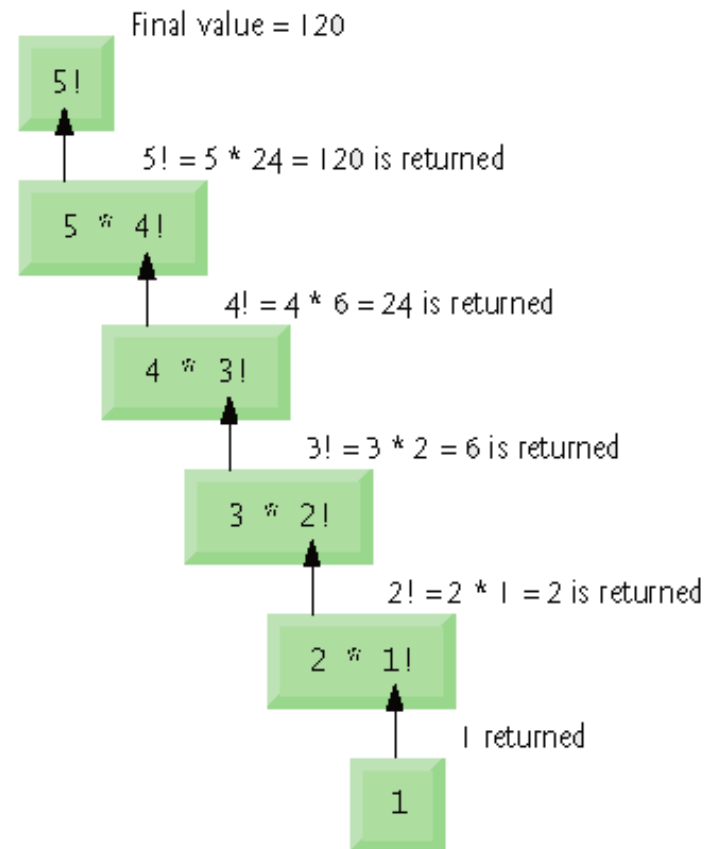 Final value = 120
5!
5! = 5 * 24 = 120 is returned
5 * 4!
4! = 4 * 6 = 24 is returned
4 * 3!
3! = 3 * 2 = 6 is returned
3 * 2!
2! = 2 * 1 = 2 is returned
2 * 1!
1 returned
1